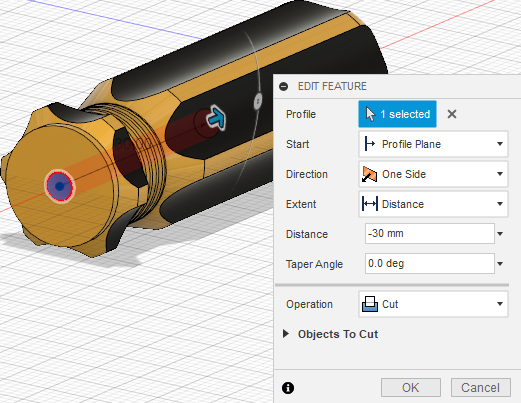 EDIT FEATURE
Profile 1 selected
Start Profile Plane
Direction One Side
Extent Distance
Distance -30 mm
Taper Angle 0.0 deg
Operation Cut
Objects To Cut
OK Cancel